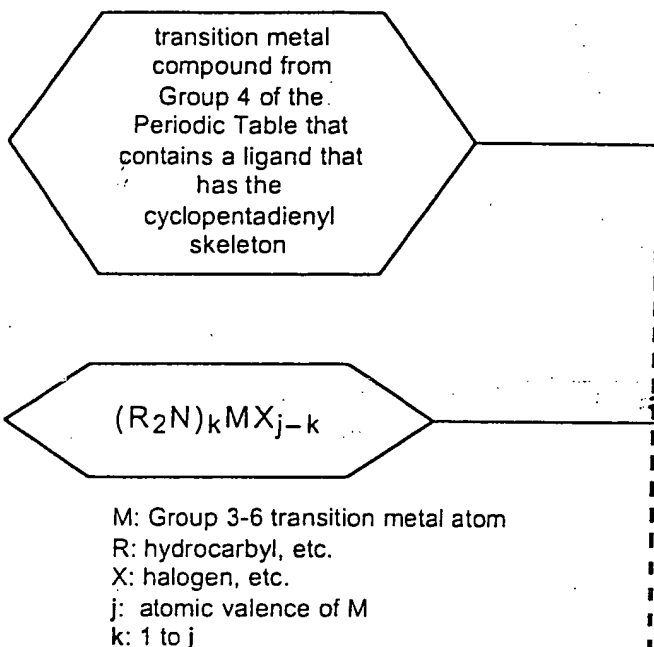 transition metal
compound from
Group 4 of the
Periodic Table that
contains a ligand that
has the
cyclopentadienyl
skeleton
(R₂N)ₖMXⱼ₋ₖ
M: Group 3-6 transition metal atom
R: hydrocarbyl, etc.
X: halogen, etc.
j: atomic valence of M
k: 1 to j